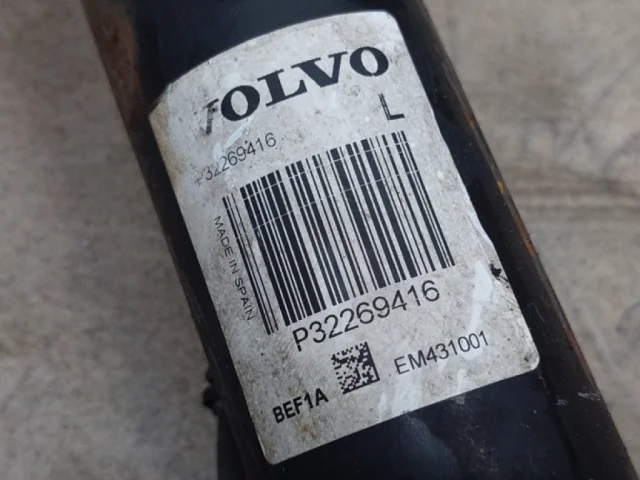 VOLVO
L
P32269416
MADE IN SPAIN
P32269416
BEF1A EM431001